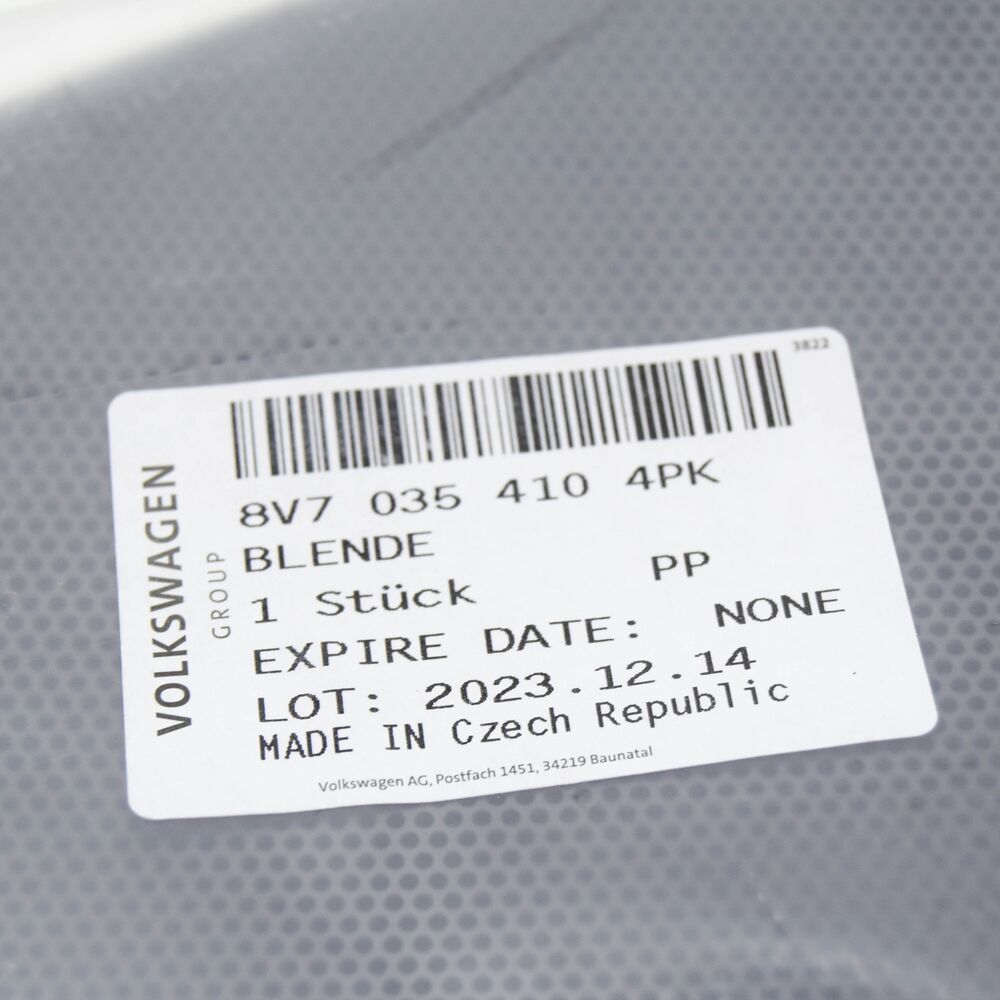 3822
8V7 035 410 4PK
BLENDE
1 Stück PP
EXPIRE DATE: NONE
LOT: 2023.12.14
MADE IN Czech Republic
Volkswagen AG, Postfach 1451, 34219 Baunatal
VOLKSWAGEN
GROUP